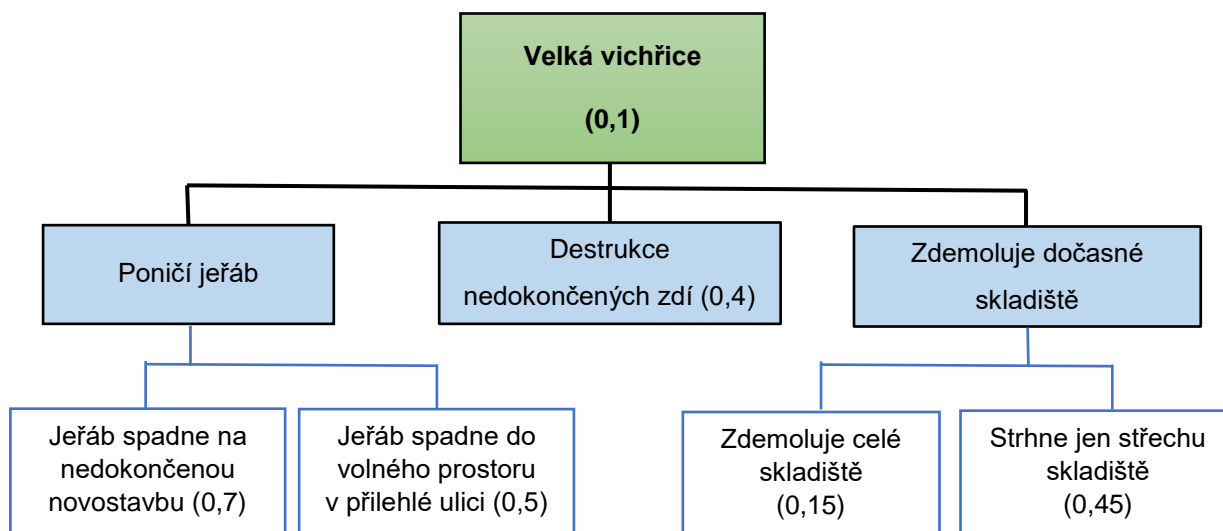 Velká vichřice
(0,1)
Poničí jeřáb
Destrukce
nedokončených zdí (0,4)
Zdemoluje dočasné
skladiště
Jeřáb spadne na
nedokončenou
novostavbu (0,7)
Jeřáb spadne do
volného prostoru
v přilehlé ulici (0,5)
Zdemoluje celé
skladiště
(0,15)
Strhne jen střechu
skladiště
(0,45)